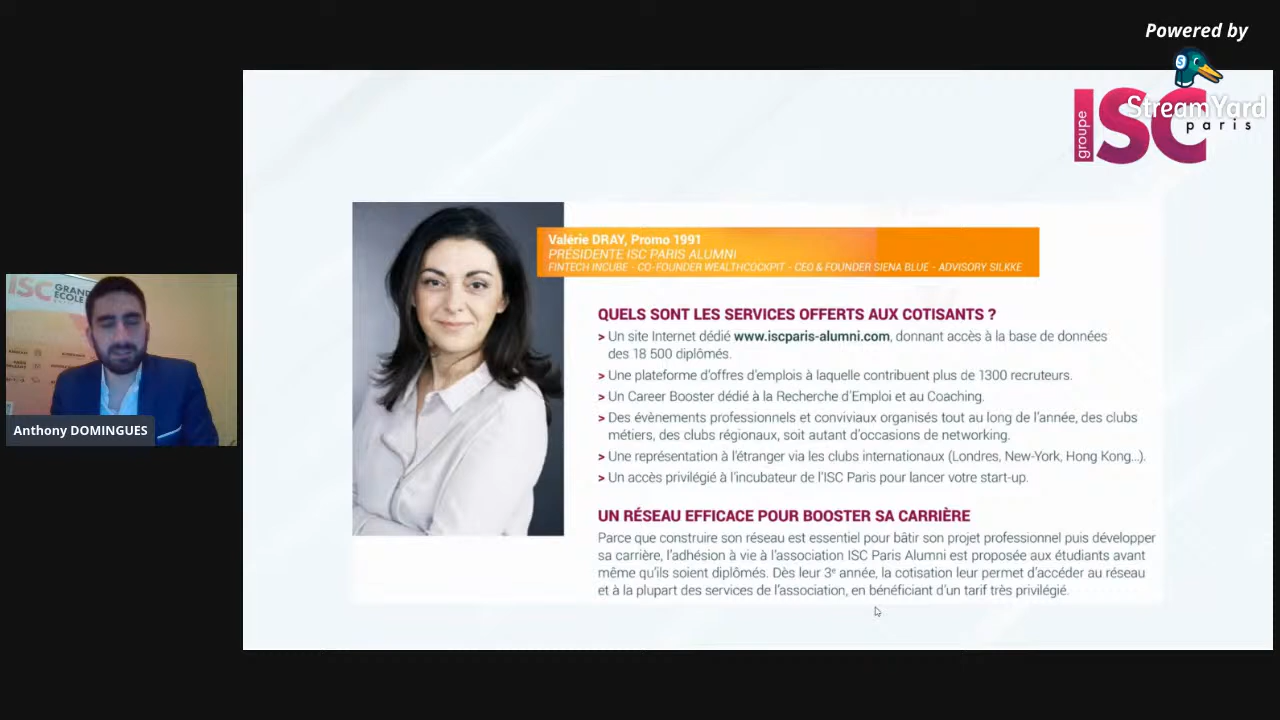 Powered by
StreamYard
groupe
ISC
paris
Valérie DRAY, Promo 1991
PRÉSIDENTE ISC PARIS ALUMNI
FINTECH INCUBE - CO-FOUNDER WEALTHCOCKPIT - CEO & FOUNDER SIENA BLUE - ADVISORY SILKKE
QUELS SONT LES SERVICES OFFERTS AUX COTISANTS ?
> Un site Internet dédié www.iscparis-alumni.com, donnant accès à la base de données
des 18 500 diplômés.
> Une plateforme d'offres d'emplois à laquelle contribuent plus de 1300 recruteurs.
> Un Career Booster dédié à la Recherche d'Emploi et au Coaching.
> Des évènements professionnels et conviviaux organisés tout au long de l'année, des clubs
métiers, des clubs régionaux, soit autant d'occasions de networking.
> Une représentation à l'étranger via les clubs internationaux (Londres, New-York, Hong Kong...).
> Un accès privilégié à l'incubateur de l'ISC Paris pour lancer votre start-up.
UN RÉSEAU EFFICACE POUR BOOSTER SA CARRIÈRE
Parce que construire son réseau est essentiel pour bâtir son projet professionnel puis développer
sa carrière, l'adhésion à vie à l'association ISC Paris Alumni est proposée aux étudiants avant
même qu'ils soient diplômés. Dès leur 3e année, la cotisation leur permet d'accéder au réseau
et à la plupart des services de l'association, en bénéficiant d'un tarif très privilégié.
ISC GRANDE
ECOLE
Anthony DOMINGUES